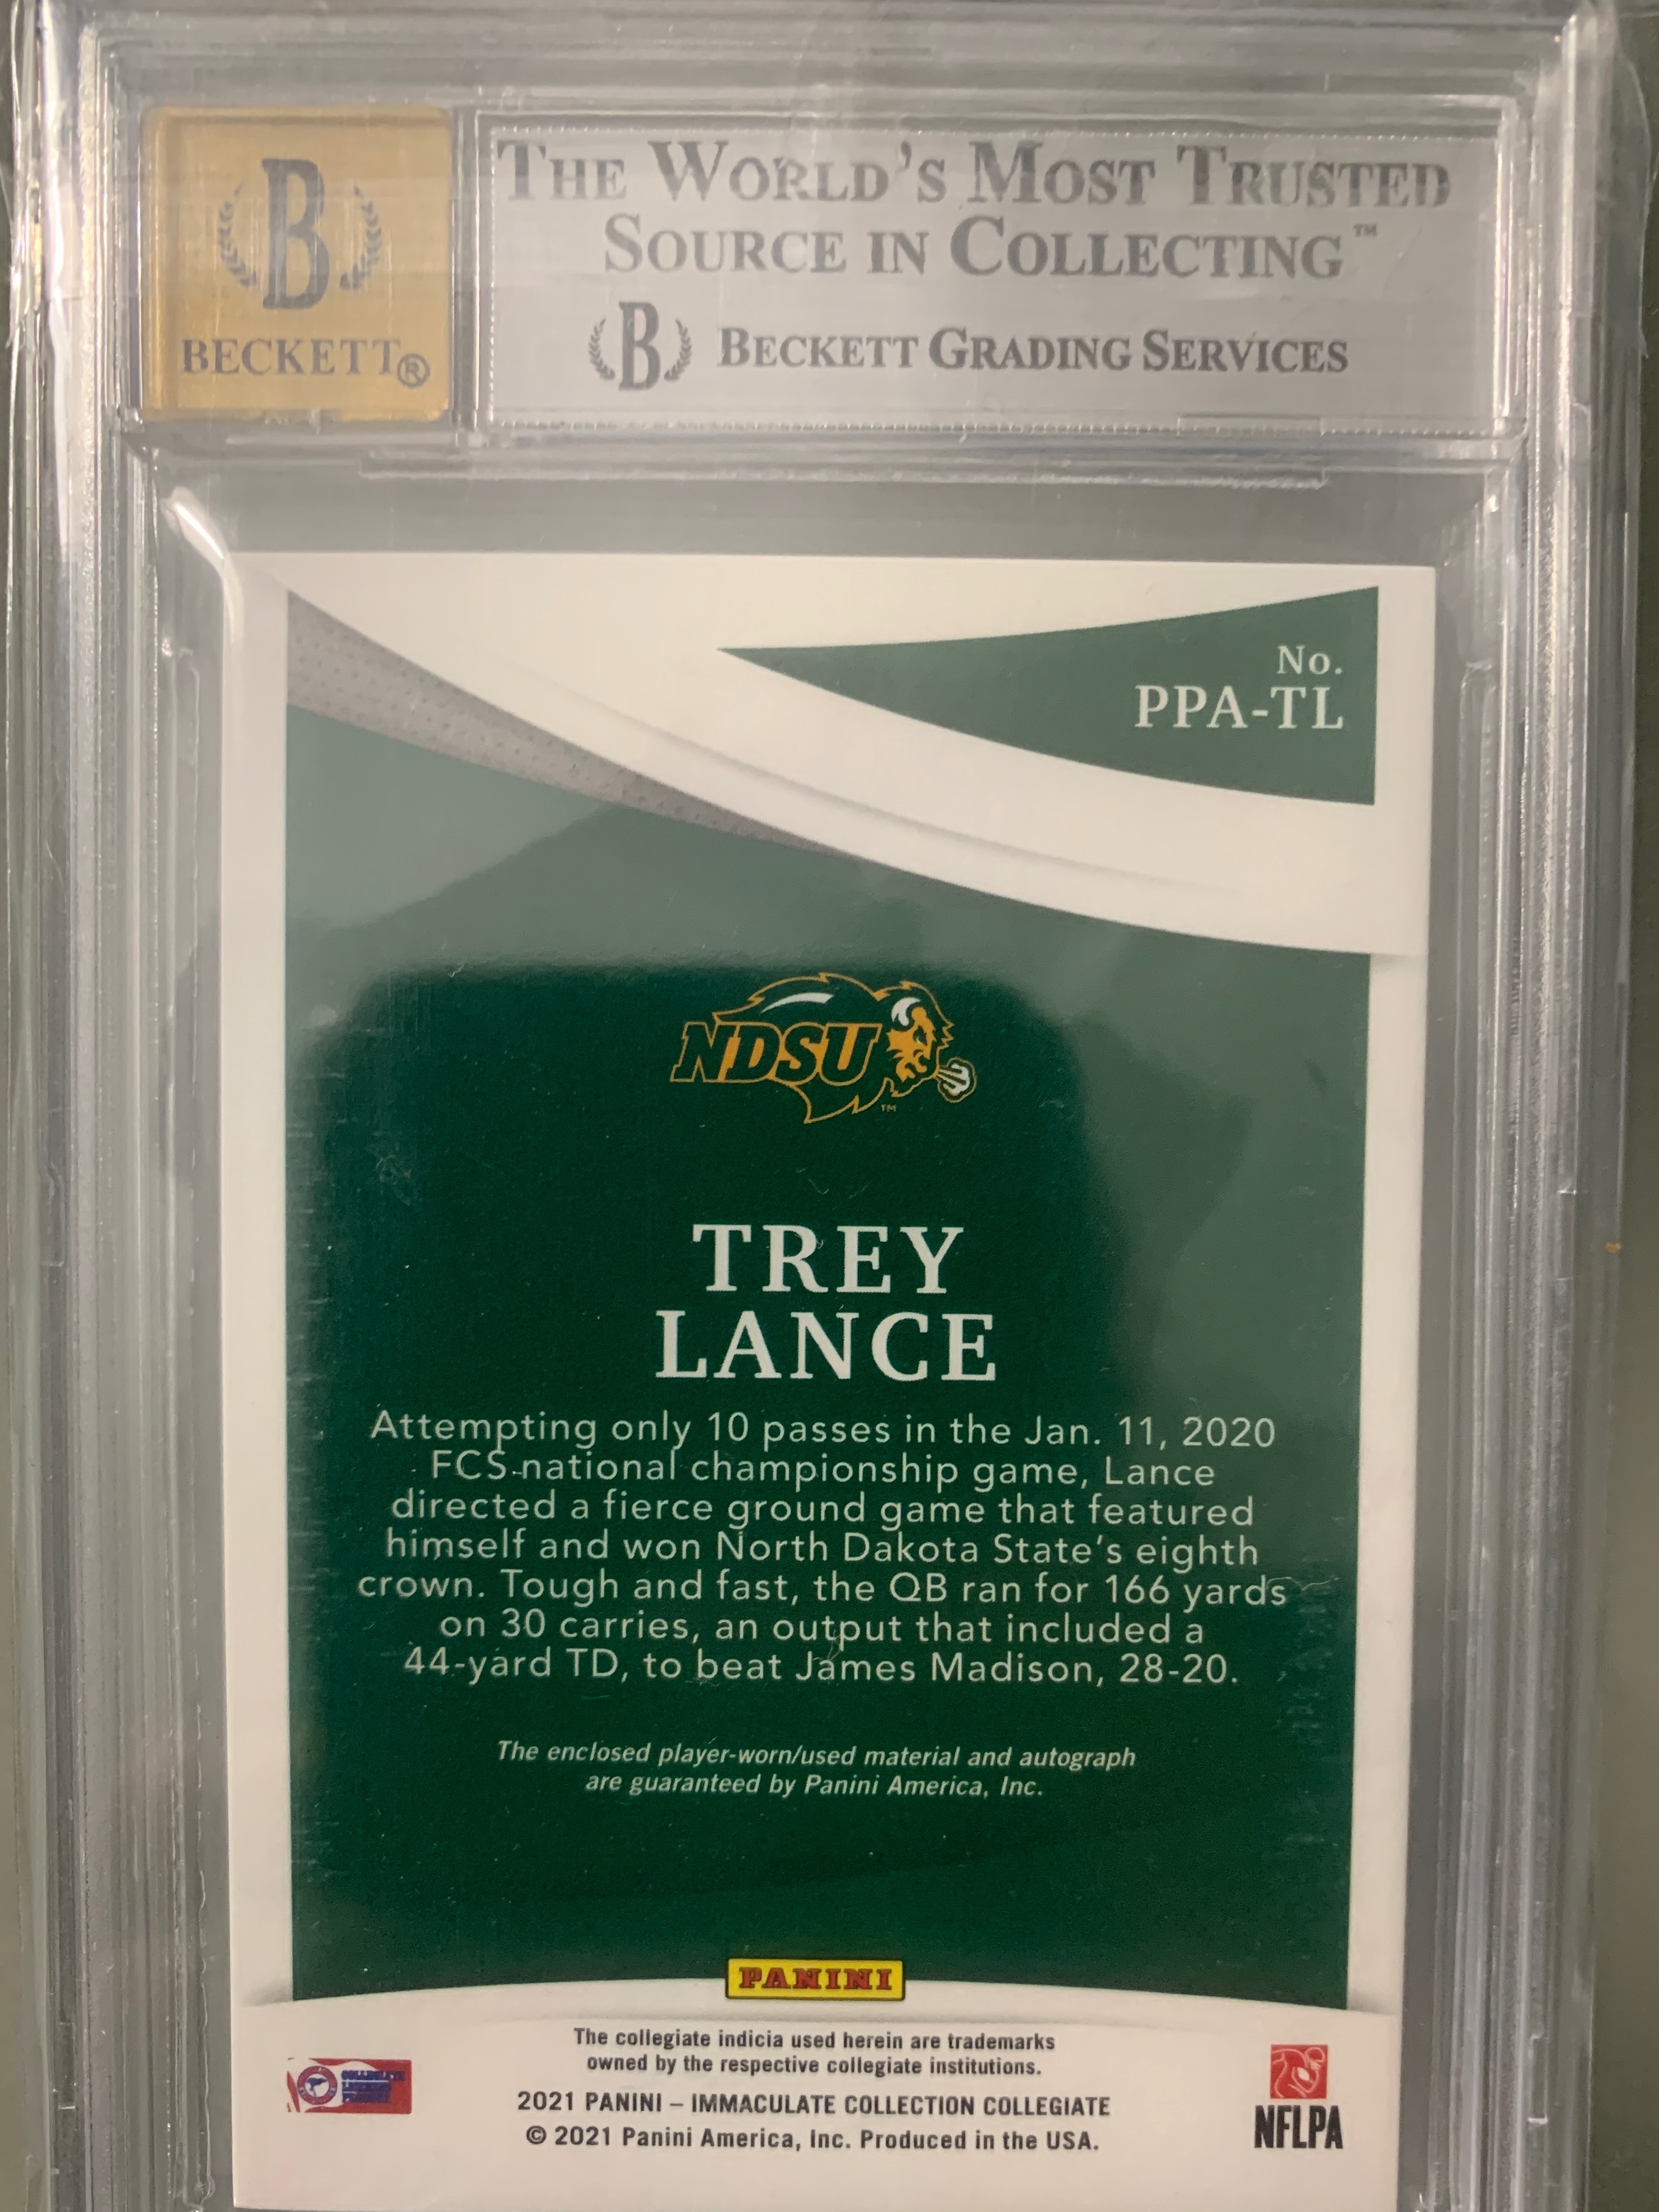 B
BECKETT®
THE WORLD'S MOST TRUSTED
SOURCE IN COLLECTING™
B BECKETT GRADING SERVICES
No.
PPA-TL
NDSU
TM
TREY
LANCE
Attempting only 10 passes in the Jan. 11, 2020
FCS national championship game, Lance
directed a fierce ground game that featured
himself and won North Dakota State's eighth
crown. Tough and fast, the QB ran for 166 yards
on 30 carries, an output that included a
44-yard TD, to beat James Madison, 28-20.
The enclosed player-worn/used material and autograph
are guaranteed by Panini America, Inc.
PANINI
The collegiate indicia used herein are trademarks
owned by the respective collegiate institutions.
2021 PANINI – IMMACULATE COLLECTION COLLEGIATE
© 2021 Panini America, Inc. Produced in the USA.
NFLPA